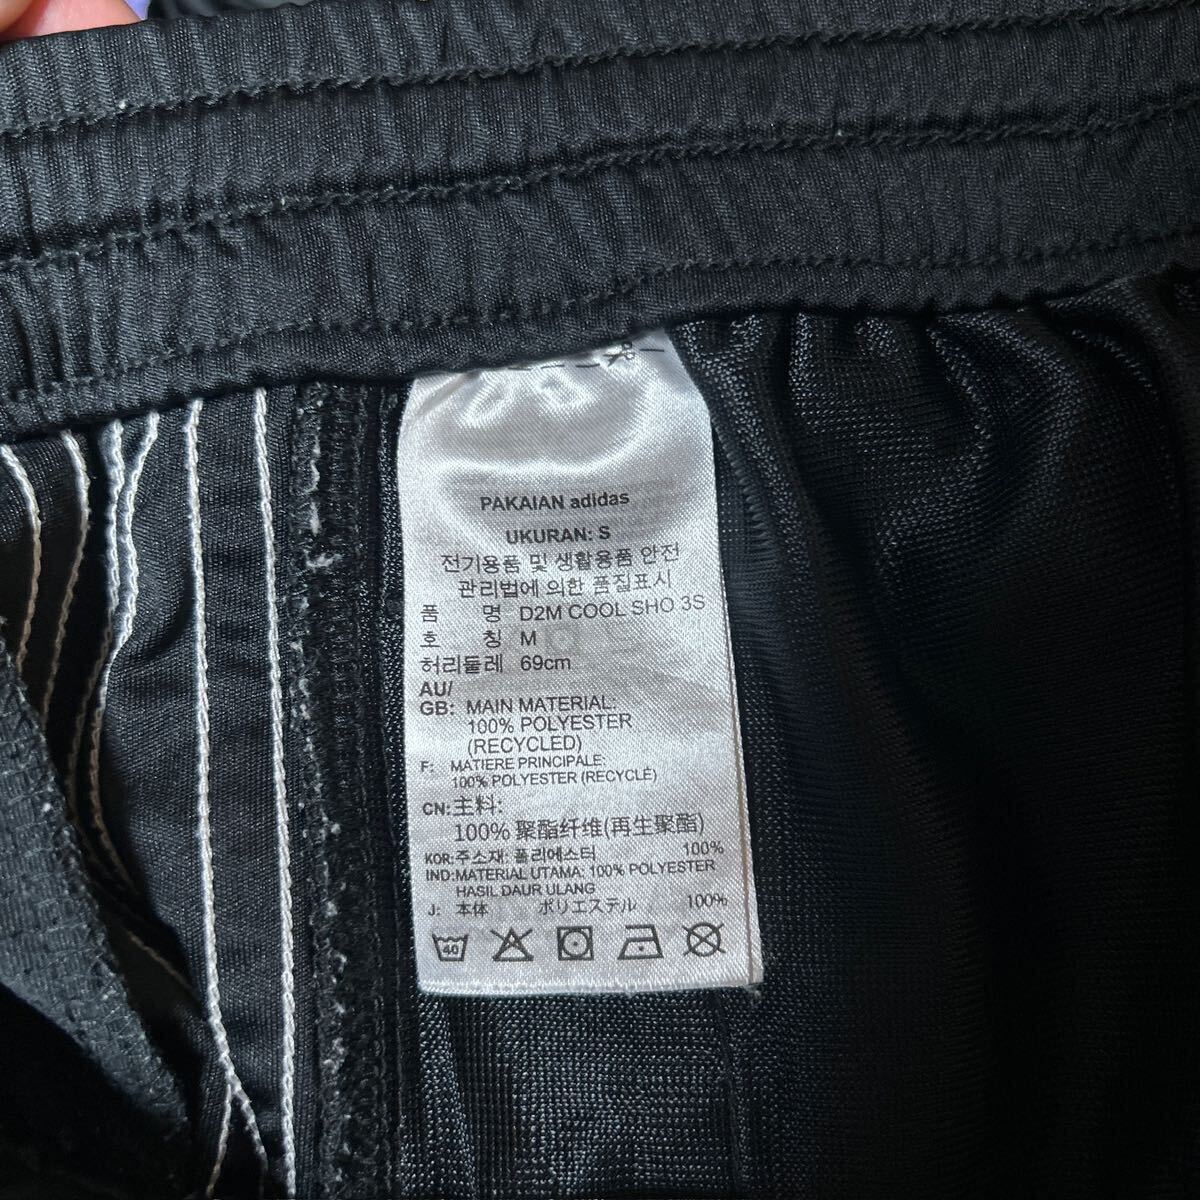 PAKAIAN adidas
UKURAN: S
전기용품 및 생활용품 안전
관리법에 의한 품질표시
품 명 D2M COOL SHO 3S
호 칭 M
허리둘레 69cm
AU/
GB: MAIN MATERIAL:
100% POLYESTER
(RECYCLED)
F: MATIERE PRINCIPALE:
100% POLYESTER (RECYCLÉ)
CN:主料:
100% 聚酯纤维(再生聚酯)
KOR:주소재: 폴리에스터 100%
IND:MATERIAL UTAMA: 100% POLYESTER
HASIL DAUR ULANG
J: 本体 ポリエステル 100%
40